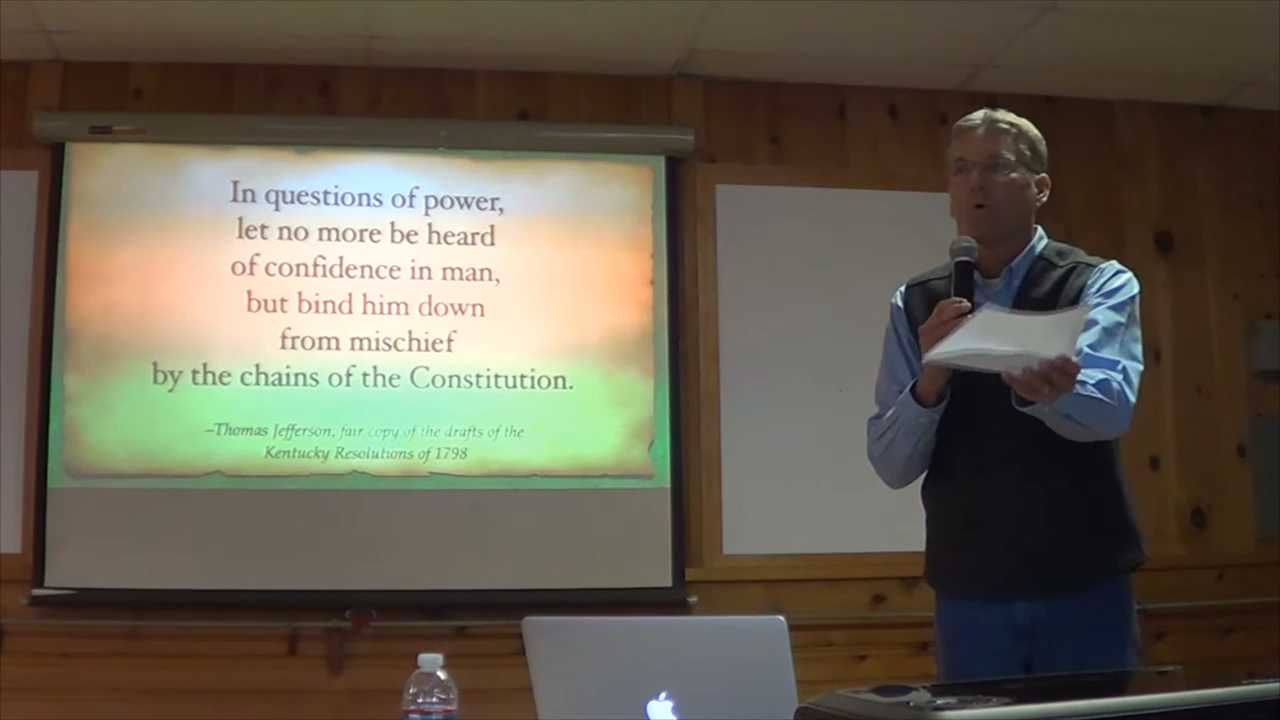 In questions of power,
let no more be heard
of confidence in man,
but bind him down
from mischief
by the chains of the Constitution.
–Thomas Jefferson, fair copy of the drafts of the
Kentucky Resolutions of 1798